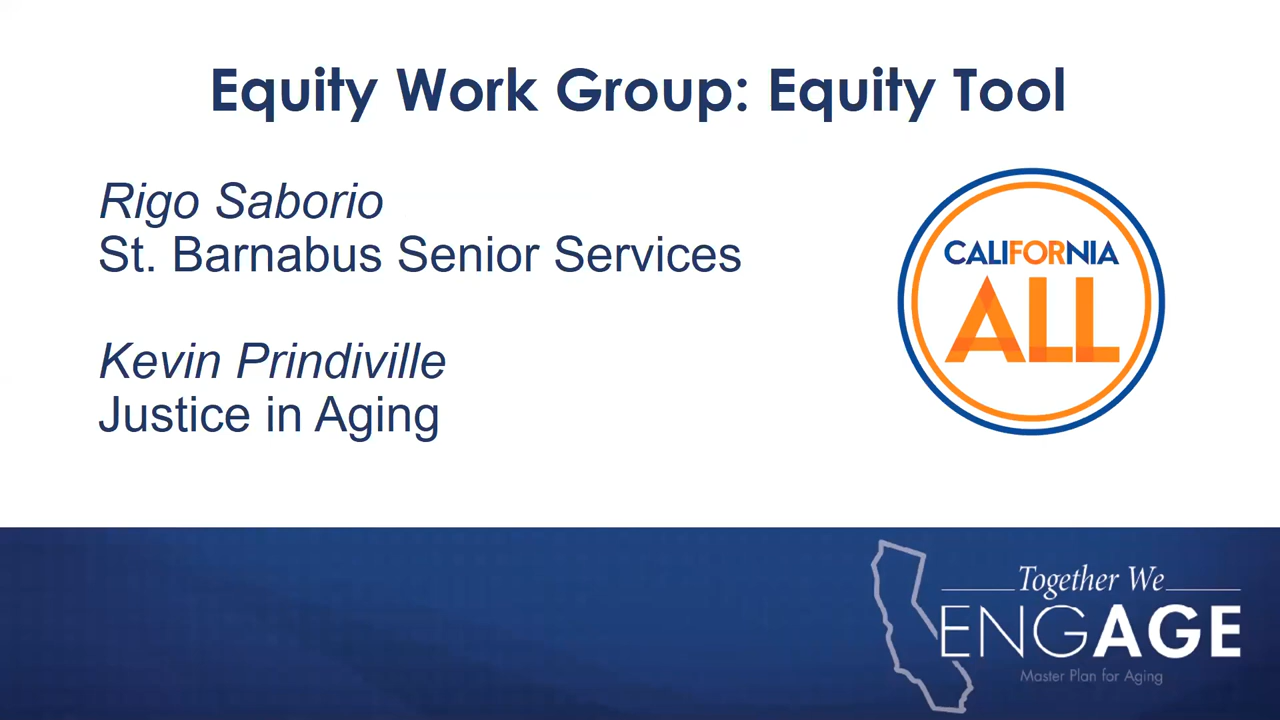 Equity Work Group: Equity Tool
Rigo Saborio
St. Barnabus Senior Services
Kevin Prindiville
Justice in Aging
CALIFORNIA
ALL
Together We
ENGAGE
Master Plan for Aging